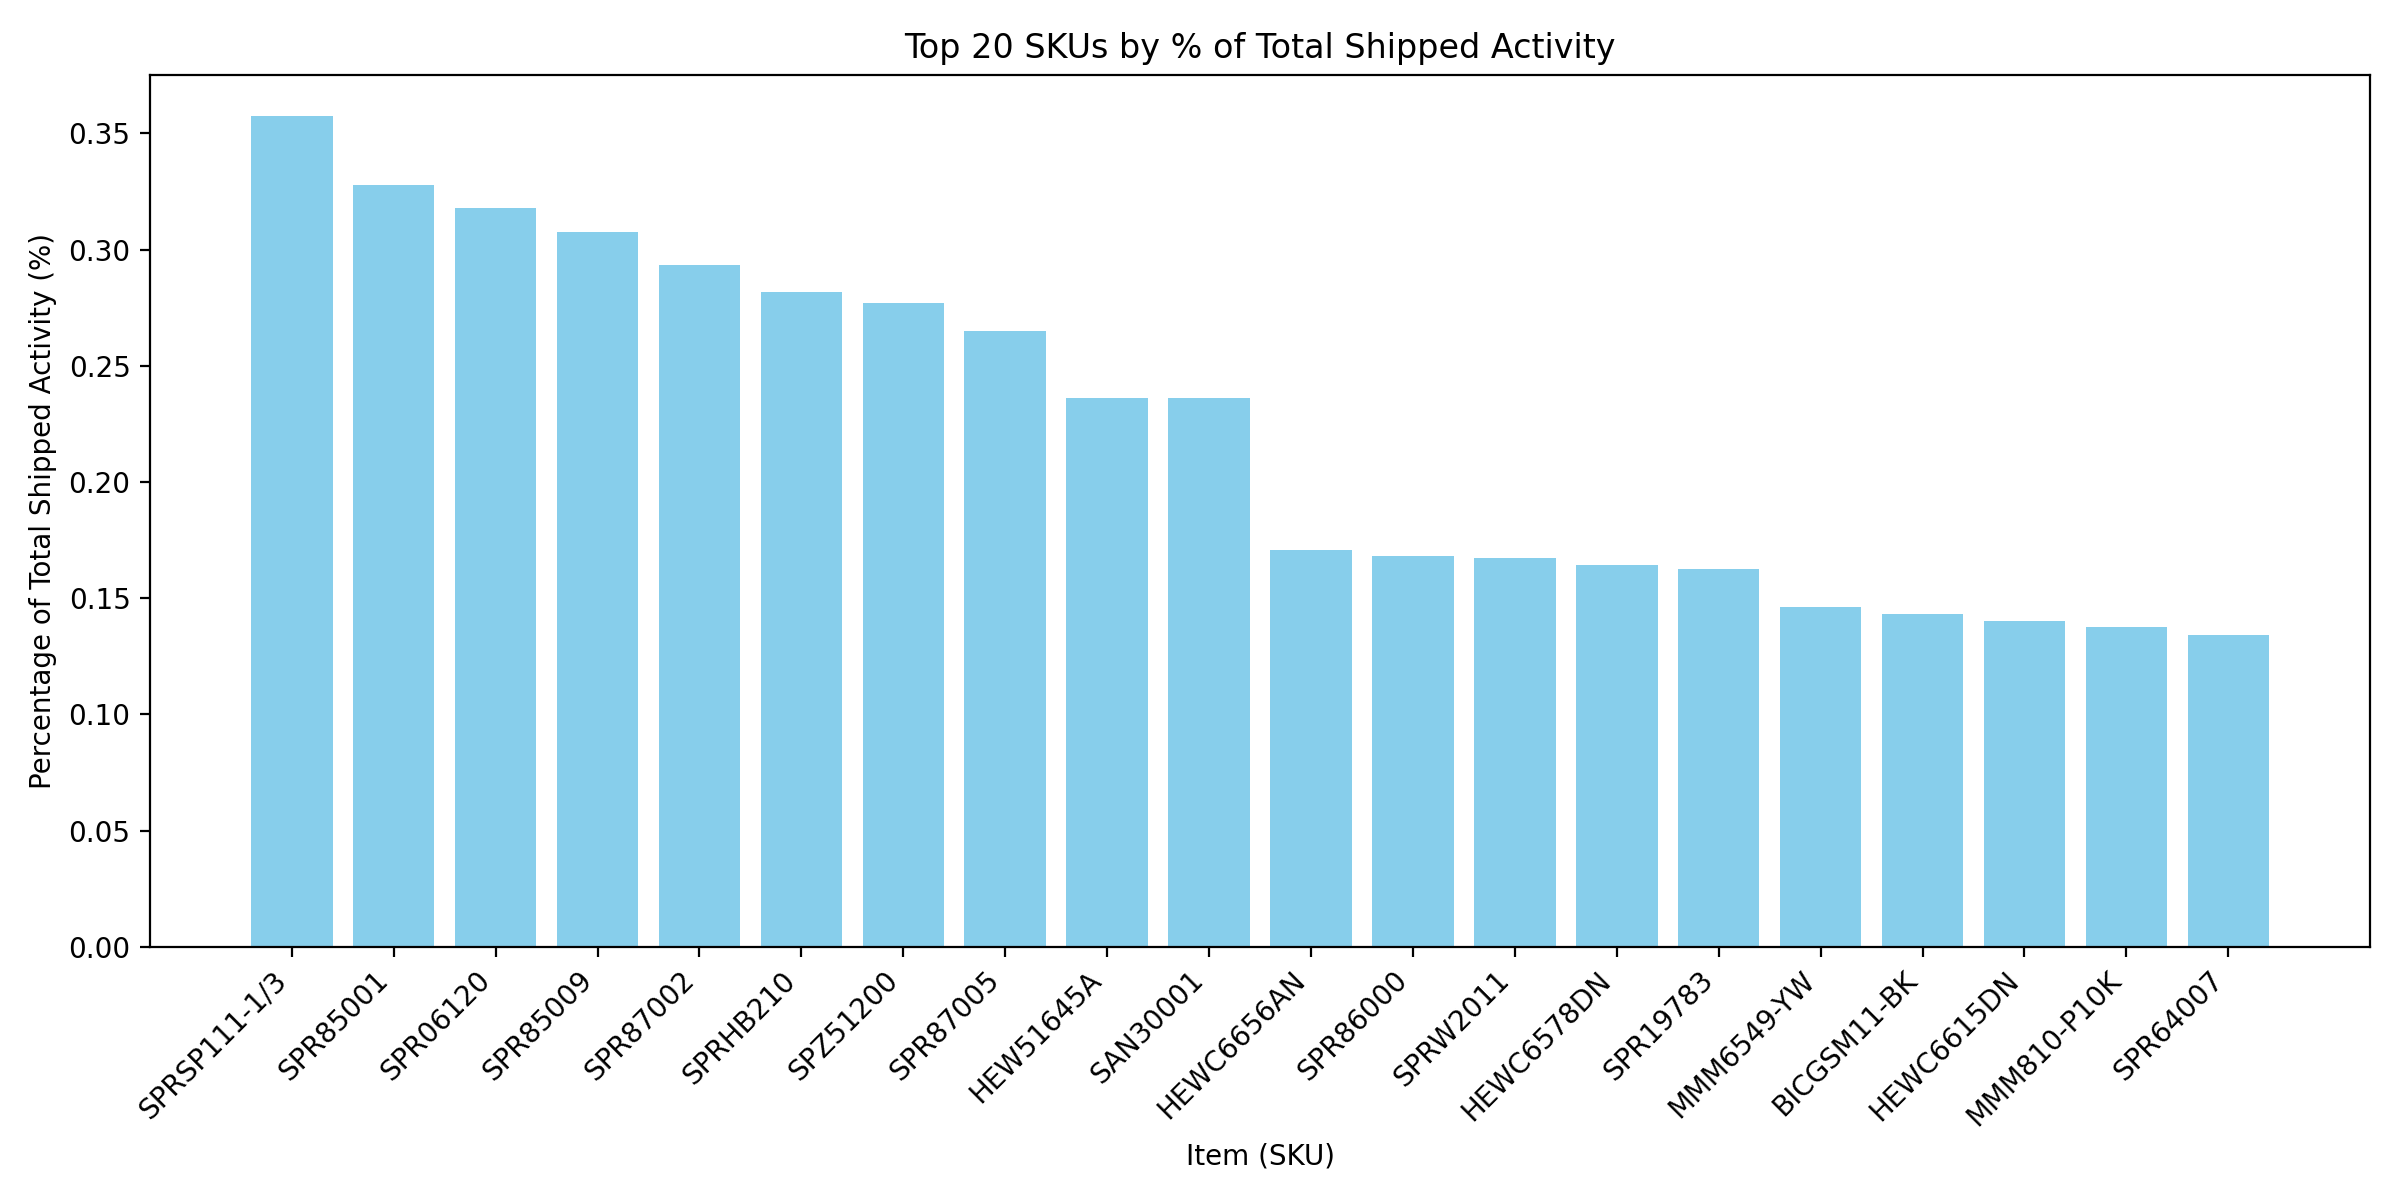 Top 20 SKUs by % of Total Shipped Activity
Percentage of Total Shipped Activity (%)
0.35
0.30
0.25
0.20
0.15
0.10
0.05
0.00
SPRSP111-1/3
SPR85001
SPR06120
SPR85009
SPR87002
SPRHB210
SPZ51200
SPR87005
HEW51645A
SAN30001
HEWC6656AN
SPR86000
SPRW2011
HEWC6578DN
SPR19783
MMM6549-YW
BICGSM11-BK
HEWC6615DN
MMM810-P10K
SPR64007
Item (SKU)